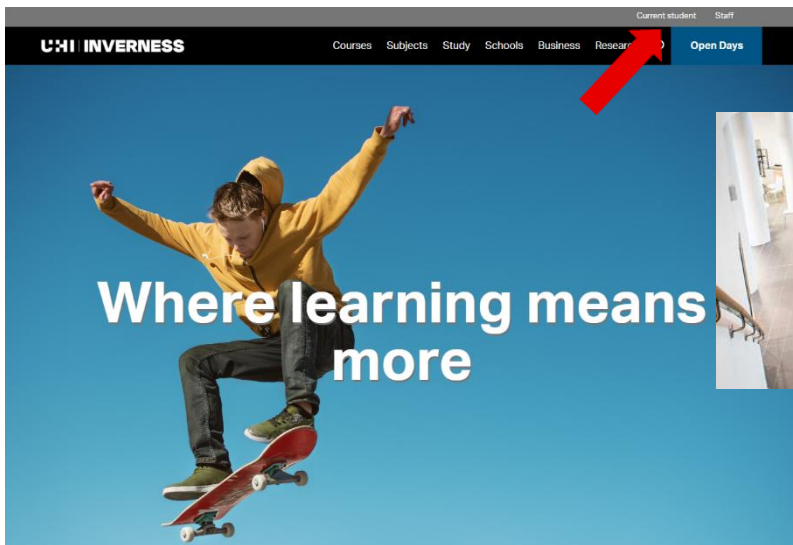 Current student Staff
UHI INVERNESS Courses Subjects Study Schools Business Open Days
Where learning means
more